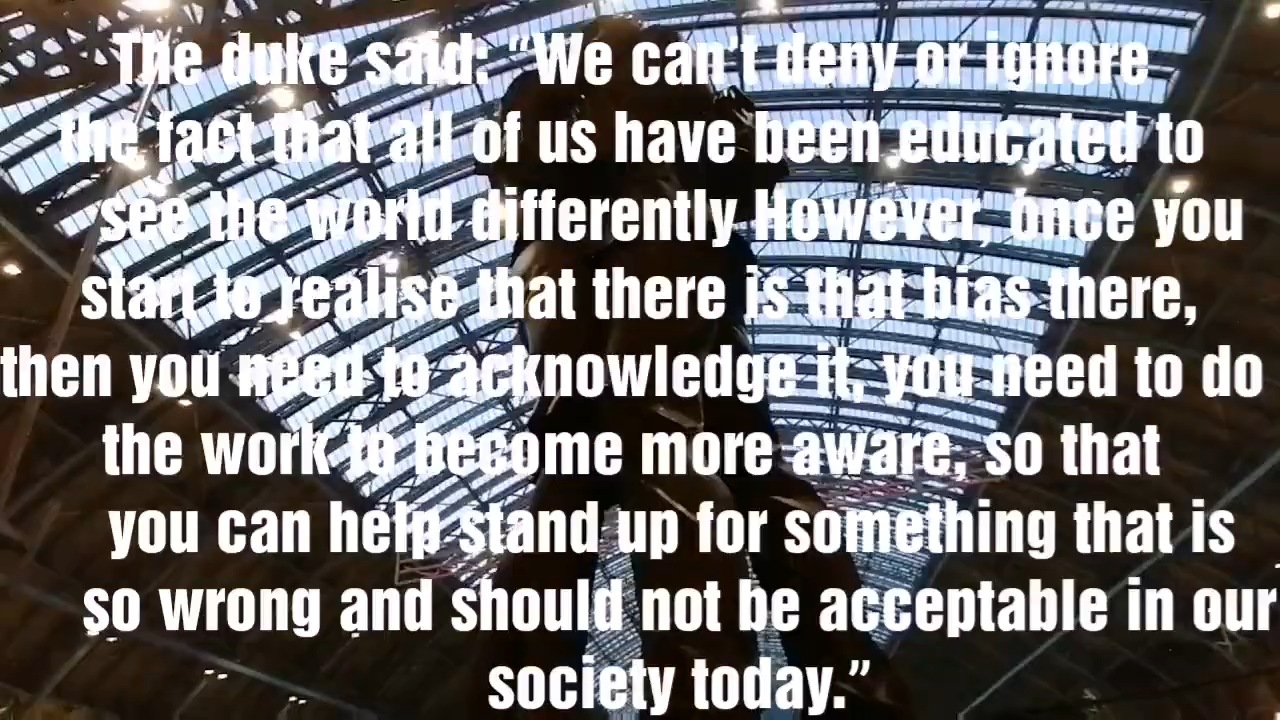 The duke said: “We can't deny or ignore
the fact that all of us have been educated to
see the world differently However, once you
start to realise that there is that bias there,
then you need to acknowledge it, you need to do
the work to become more aware, so that
you can help stand up for something that is
so wrong and should not be acceptable in our
society today.”